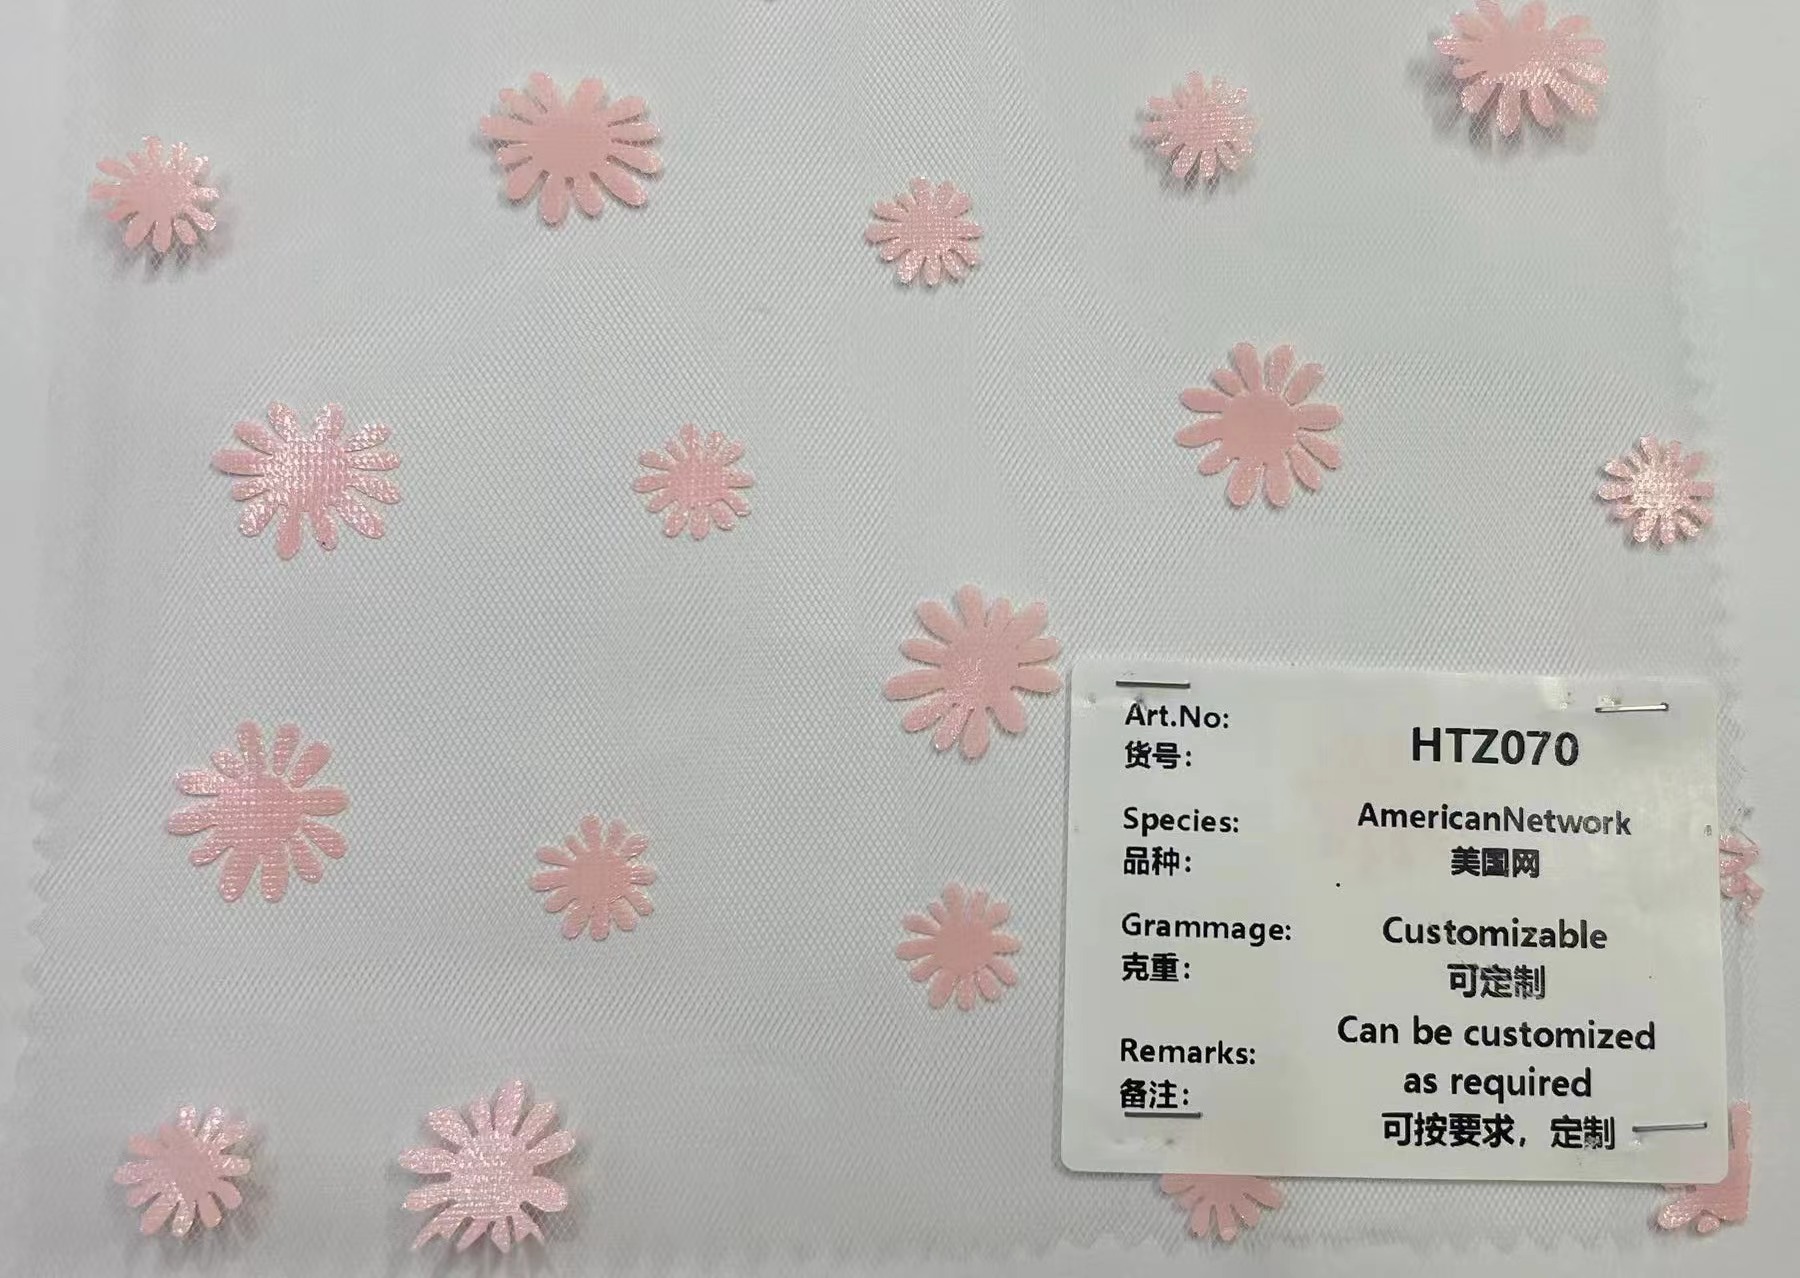 Art.No:
货号：
HTZ070
Species:
品种：
AmericanNetwork
美国网
Grammage:
克重：
Customizable
可定制
Remarks:
备注：
Can be customized
as required
可按要求，定制